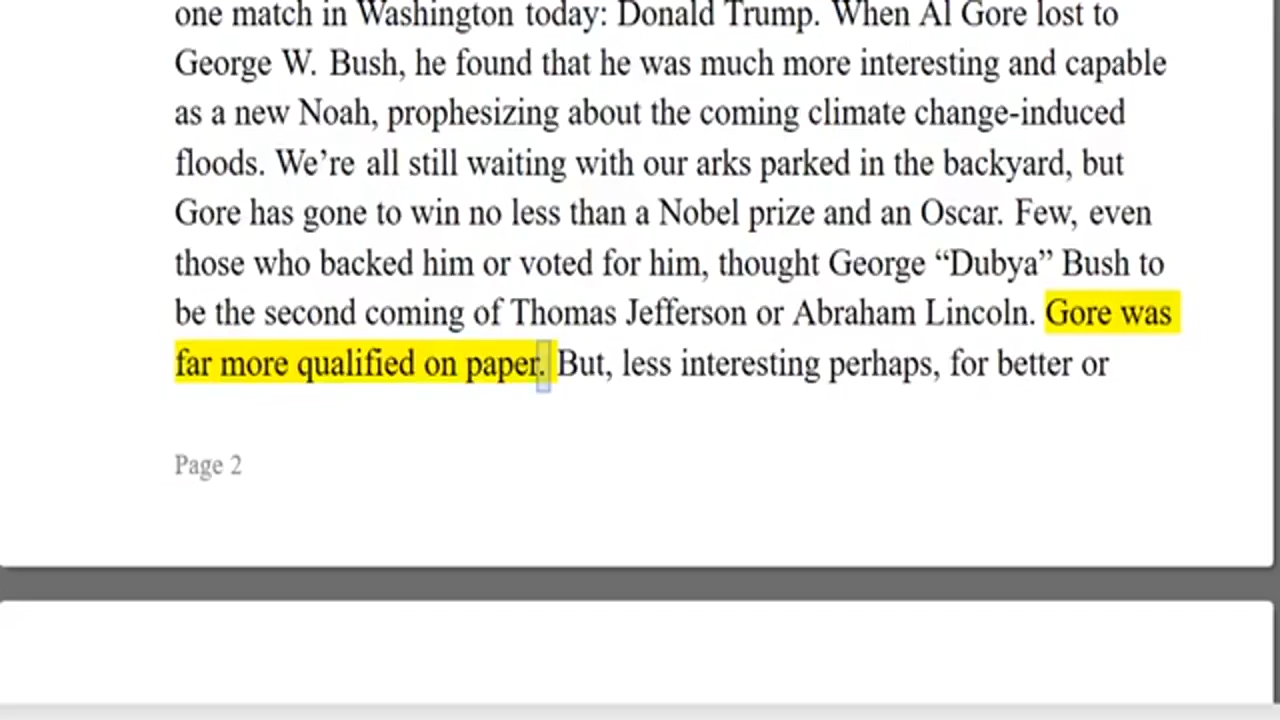 one match in Washington today: Donald Trump. When Al Gore lost to
George W. Bush, he found that he was much more interesting and capable
as a new Noah, prophesizing about the coming climate change-induced
floods. We’re all still waiting with our arks parked in the backyard, but
Gore has gone to win no less than a Nobel prize and an Oscar. Few, even
those who backed him or voted for him, thought George “Dubya” Bush to
be the second coming of Thomas Jefferson or Abraham Lincoln. Gore was
far more qualified on paper. But, less interesting perhaps, for better or
Page 2